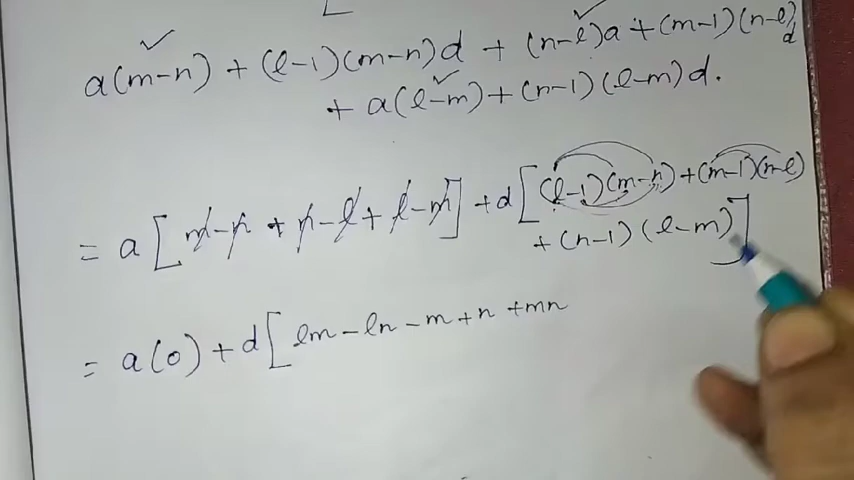 a(m-n) + (l-1)(m-n)d + (n-l)a + (m-1)(n-l)d
+ a(l-m) + (n-1)(l-m)d.
= a[m-n + n-l + l-m] + d[(l-1)(m-n) + (m-1)(n-l)
+ (n-1)(l-m)]
= a(0) + d[lm - ln - m + n + mn